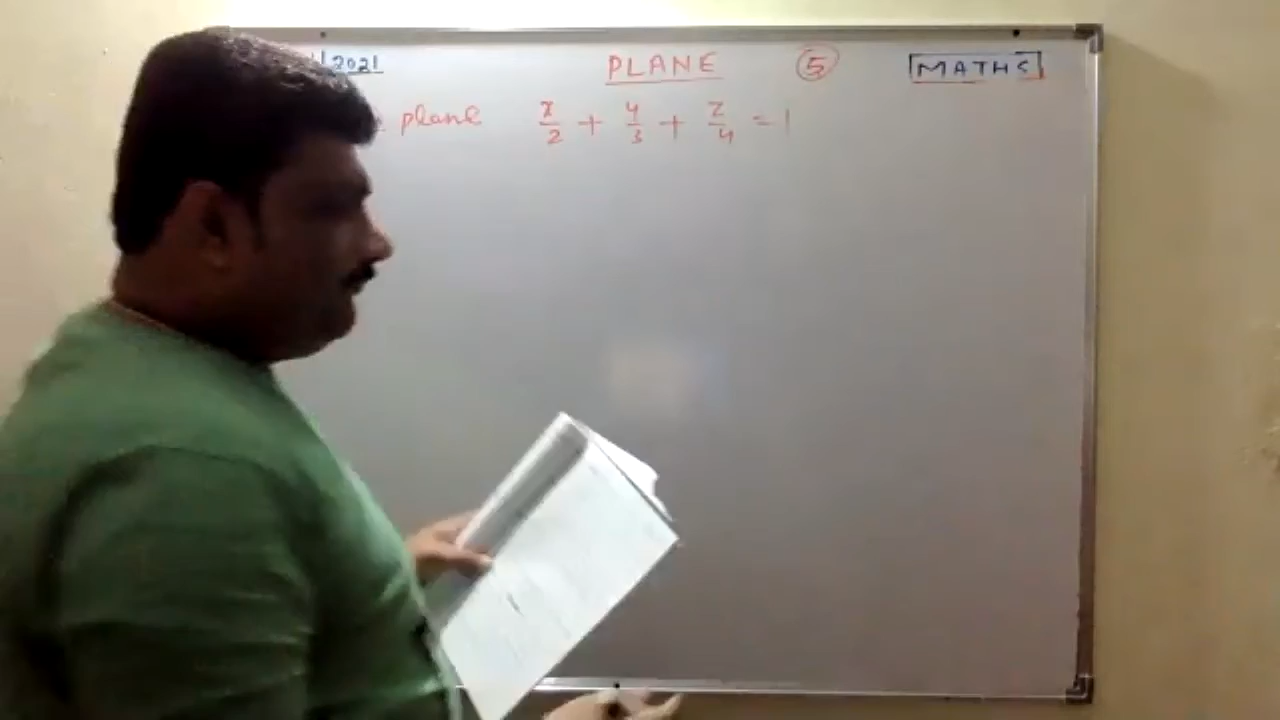 2021 PLANE 5 MATHS
plane x/2 + y/3 + z/4 = 1